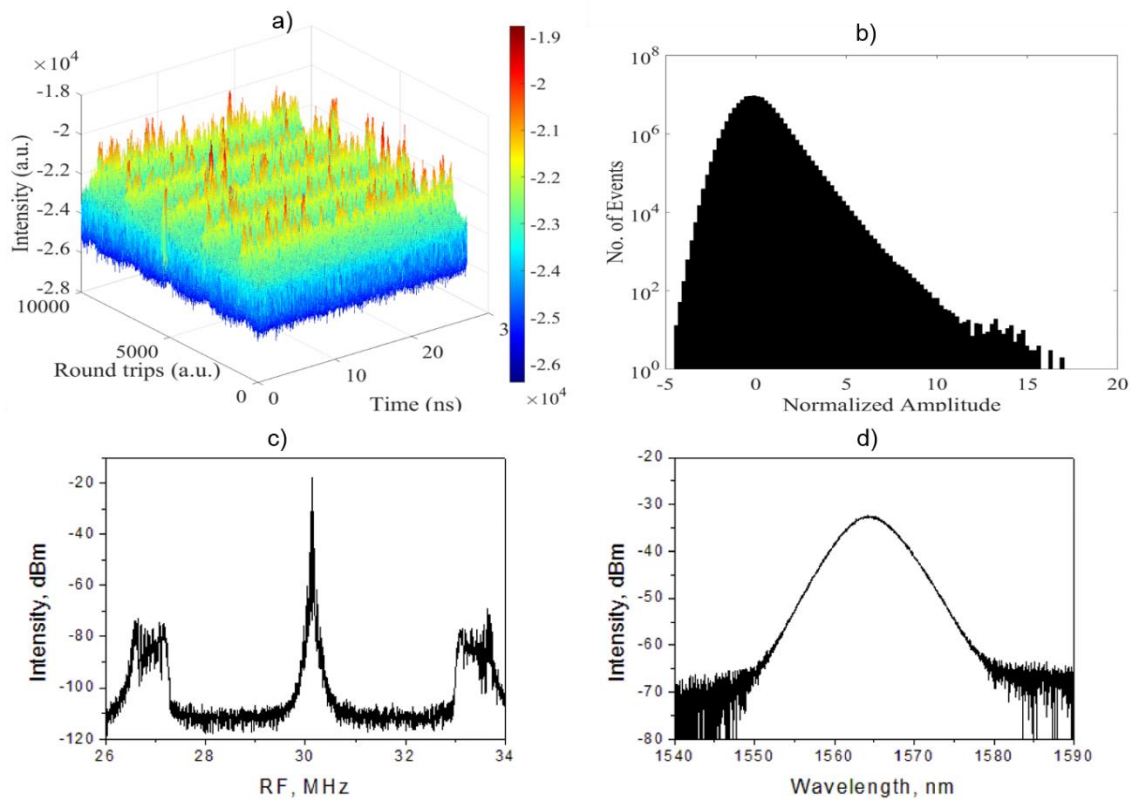 a)
×10⁴
-1.8
-2
-2.2
-2.4
-2.6
-2.8
Intensity (a.u.)
10000
5000
0
Round trips (a.u.)
0
10
20
3
Time (ns)
-1.9
-2
-2.1
-2.2
-2.3
-2.4
-2.5
-2.6
×10⁴
b)
10⁸
10⁶
10⁴
10²
10⁰
No. of Events
-5 0 5 10 15 20
Normalized Amplitude
c)
-20
-40
-60
-80
-100
-120
Intensity, dBm
26 28 30 32 34
RF, MHz
d)
-20
-30
-40
-50
-60
-70
-80
Intensity, dBm
1540 1550 1560 1570 1580 1590
Wavelength, nm